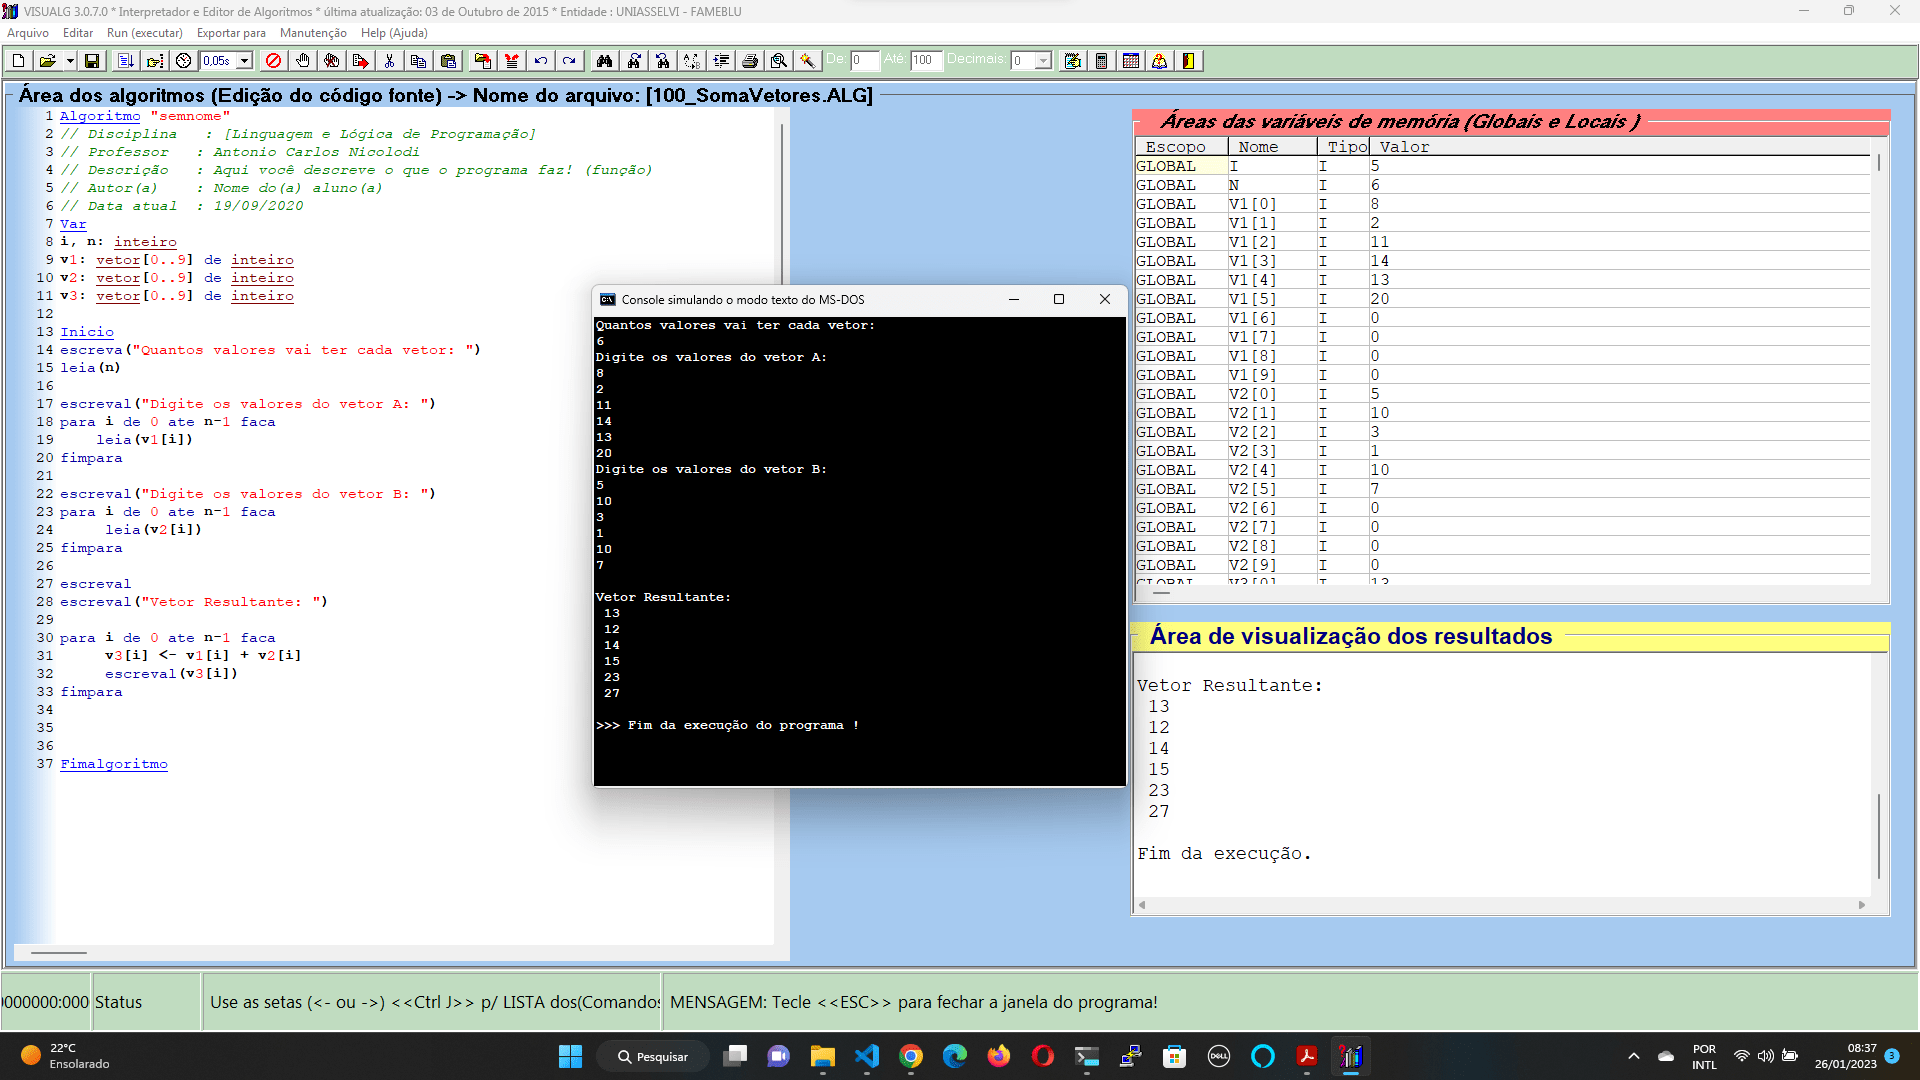 VISUALG 3.0.7.0 * Interpretador e Editor de Algoritmos * última atualização: 03 de Outubro de 2015 * Entidade : UNIASSELVI - FAMEBLU
Arquivo Editar Run (executar) Exportar para Manutenção Help (Ajuda)
0,05s De: 0 Até: 100 Decimais: 0
Área dos algoritmos (Edição do código fonte) -> Nome do arquivo: [100_SomaVetores.ALG]
1 Algoritmo "semnome"
2 // Disciplina   : [Linguagem e Lógica de Programação]
3 // Professor   : Antonio Carlos Nicolodi
4 // Descrição   : Aqui você descreve o que o programa faz! (função)
5 // Autor(a)    : Nome do(a) aluno(a)
6 // Data atual  : 19/09/2020
7 Var
8 i, n: inteiro
9 v1: vetor[0..9] de inteiro
10 v2: vetor[0..9] de inteiro
11 v3: vetor[0..9] de inteiro
12
13 Inicio
14 escreva("Quantos valores vai ter cada vetor: ")
15 leia(n)
16
17 escreval("Digite os valores do vetor A: ")
18 para i de 0 ate n-1 faca
19     leia(v1[i])
20 fimpara
21
22 escreval("Digite os valores do vetor B: ")
23 para i de 0 ate n-1 faca
24      leia(v2[i])
25 fimpara
26
27 escreval
28 escreval("Vetor Resultante: ")
29
30 para i de 0 ate n-1 faca
31      v3[i] <- v1[i] + v2[i]
32      escreval(v3[i])
33 fimpara
34
35
36
37 Fimalgoritmo
Console simulando o modo texto do MS-DOS
Quantos valores vai ter cada vetor:
6
Digite os valores do vetor A:
8
2
11
14
13
20
Digite os valores do vetor B:
5
10
3
1
10
7
Vetor Resultante:
13
12
14
15
23
27
>>> Fim da execução do programa !
Áreas das variáveis de memória (Globais e Locais )
Escopo Nome Tipo Valor
GLOBAL I I 5
GLOBAL N I 6
GLOBAL V1[0] I 8
GLOBAL V1[1] I 2
GLOBAL V1[2] I 11
GLOBAL V1[3] I 14
GLOBAL V1[4] I 13
GLOBAL V1[5] I 20
GLOBAL V1[6] I 0
GLOBAL V1[7] I 0
GLOBAL V1[8] I 0
GLOBAL V1[9] I 0
GLOBAL V2[0] I 5
GLOBAL V2[1] I 10
GLOBAL V2[2] I 3
GLOBAL V2[3] I 1
GLOBAL V2[4] I 10
GLOBAL V2[5] I 7
GLOBAL V2[6] I 0
GLOBAL V2[7] I 0
GLOBAL V2[8] I 0
GLOBAL V2[9] I 0
GLOBAL V3[0] I 13
Área de visualização dos resultados
Vetor Resultante:
13
12
14
15
23
27
Fim da execução.
0000000:000 Status Use as setas (<- ou ->) <<Ctrl J>> p/ LISTA dos(Comandos MENSAGEM: Tecle <<ESC>> para fechar a janela do programa!
22°C
Ensolarado
Pesquisar
DELL
POR
INTL
08:37
26/01/2023
3